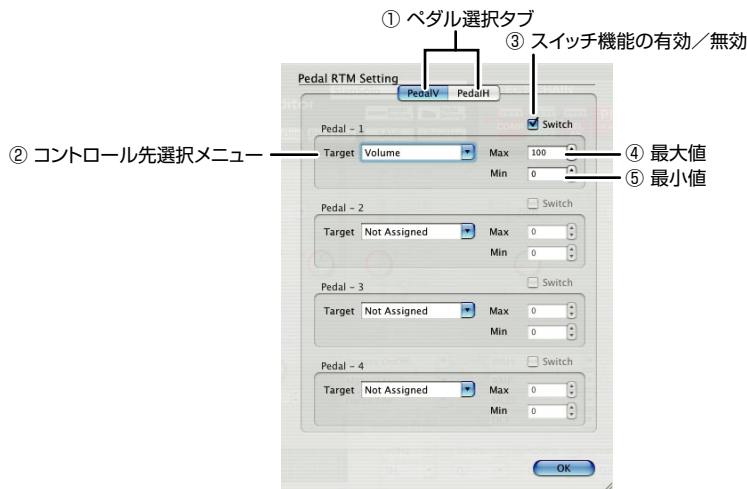 ① ペダル選択タブ
③ スイッチ機能の有効／無効
Pedal RTM Setting
PedalV PedalH
Pedal – 1
Switch
② コントロール先選択メニュー
Target Volume Max 100
④ 最大値
Min 0
⑤ 最小値
Pedal – 2
Switch
Target Not Assigned Max 0
Min 0
Pedal – 3
Switch
Target Not Assigned Max 0
Min 0
Pedal – 4
Switch
Target Not Assigned Max 0
Min 0
OK